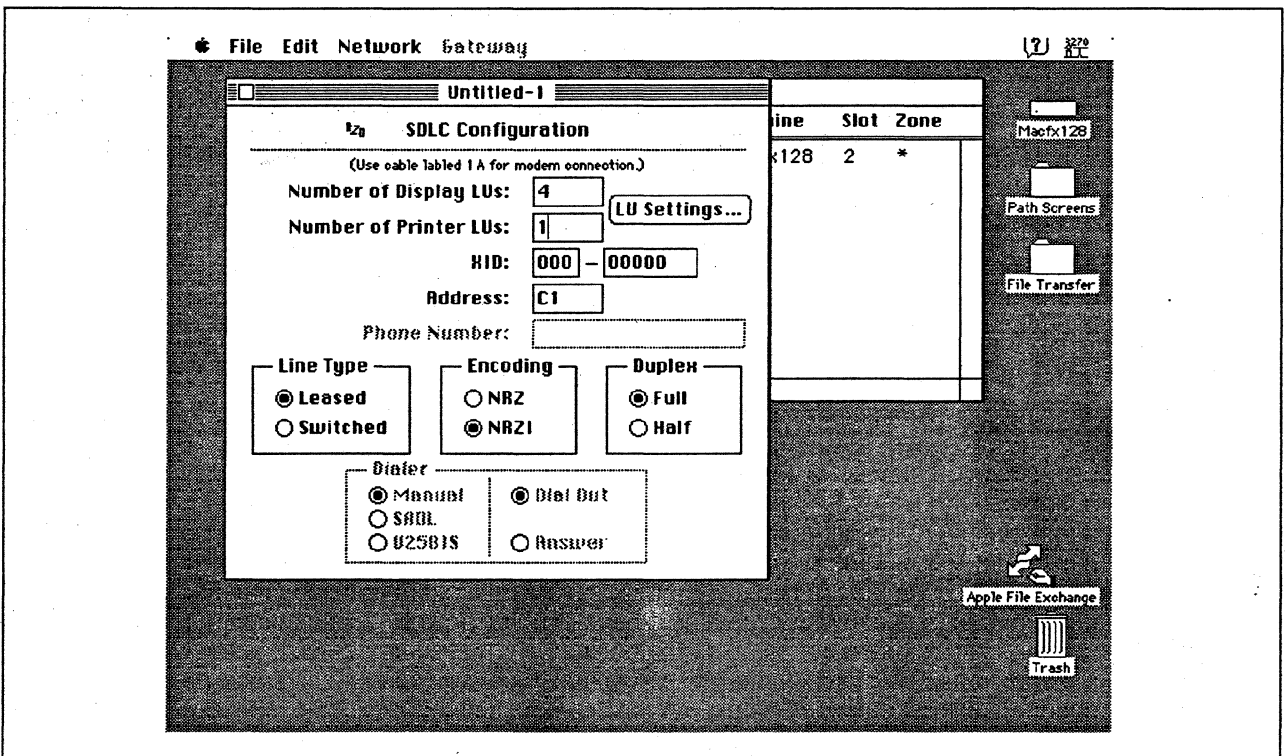 File Edit Network Gateway
3270
Untitled-1
SDLC Configuration
(Use cable labled 1 A for modem connection.)
Number of Display LUs: 4
LU Settings...
Number of Printer LUs: 1
XID: 000 – 00000
Address: C1
Phone Number:
Line Type
Leased
Switched
Encoding
NRZ
NRZI
Duplex
Full
Half
Dialer
Manual
SADL
V25BIS
Dial Out
Answer
Slot Zone
x128 2 *
Macfx128
Path Screens
File Transfer
Apple File Exchange
Trash